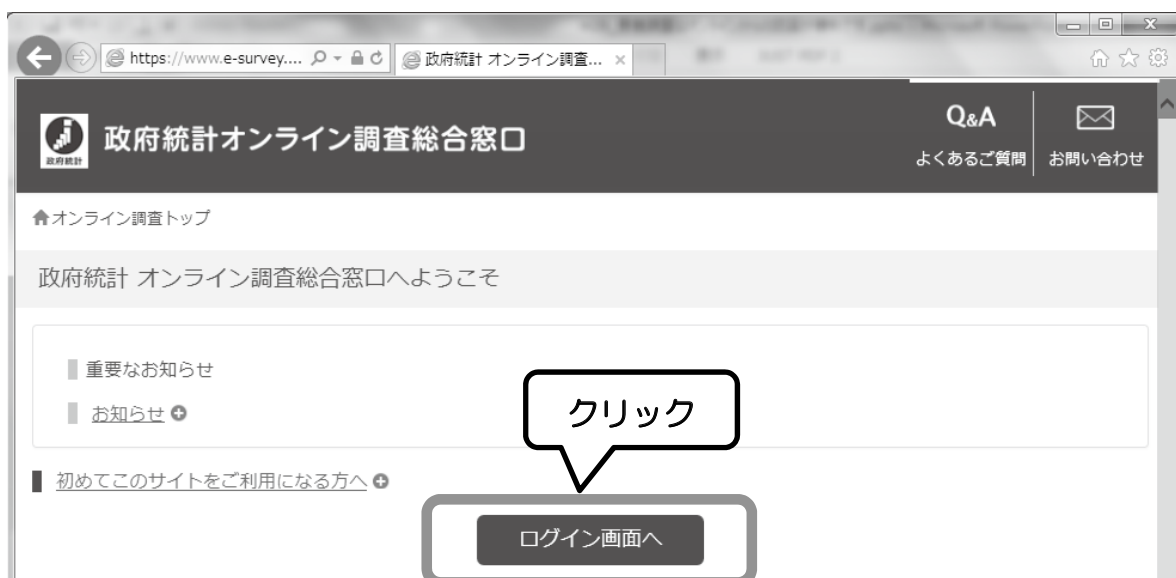 https://www.e-survey....
政府統計 オンライン調査...
政府統計
政府統計オンライン調査総合窓口
Q&A
よくあるご質問
お問い合わせ
オンライン調査トップ
政府統計 オンライン調査総合窓口へようこそ
重要なお知らせ
お知らせ
クリック
初めてこのサイトをご利用になる方へ
ログイン画面へ